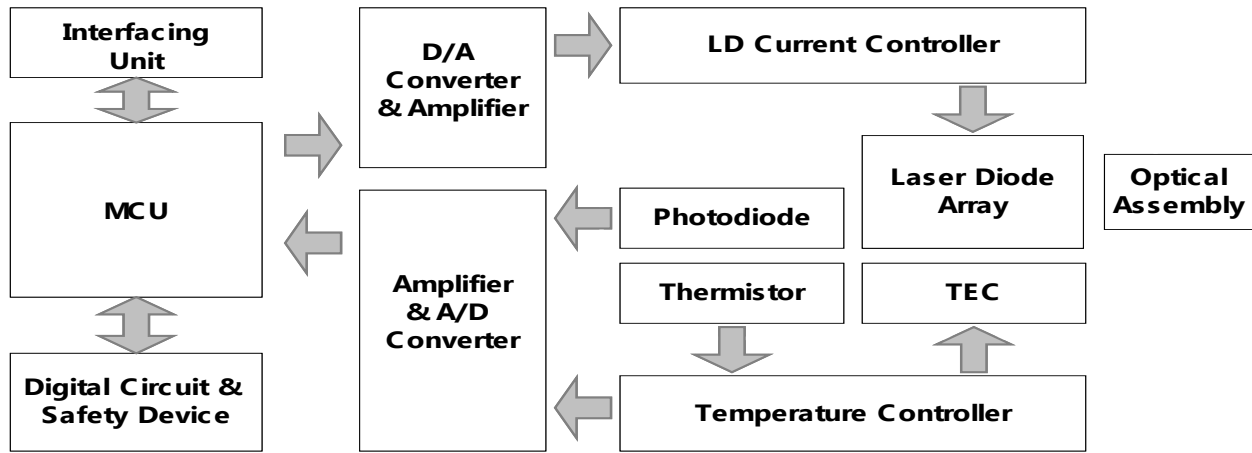 Interfacing
Unit
D/A
Converter
& Amplifier
LD Current Controller
MCU
Laser Diode
Array
Optical
Assembly
Photodiode
Amplifier
& A/D
Converter
Thermistor
TEC
Digital Circuit &
Safety Device
Temperature Controller